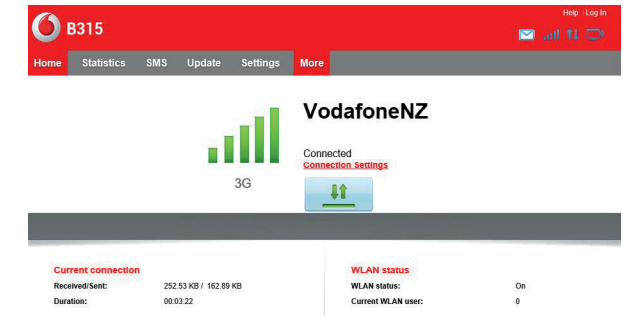 Help Log In
B315
Home Statistics SMS Update Settings More
VodafoneNZ
Connected
Connection Settings
3G
Current connection
Received/Sent: 252.53 KB / 162.89 KB
Duration: 00:03:22
WLAN status
WLAN status: On
Current WLAN user: 0